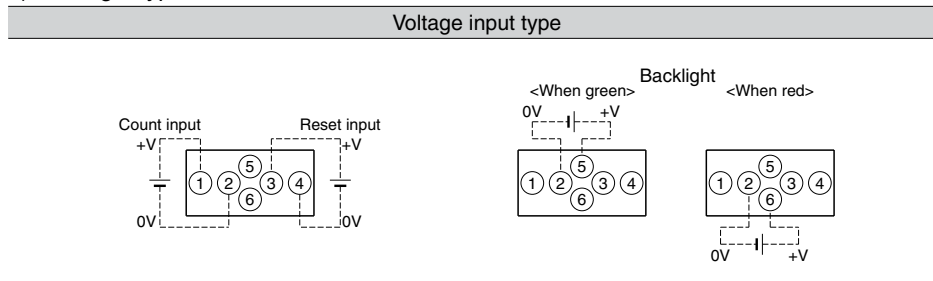 Voltage input type
Backlight
<When green>
<When red>
0V
+V
Count input
Reset input
+V
+V
5
1
2
3
4
6
0V
0V
5
1
2
3
4
6
5
1
2
3
4
6
0V
+V